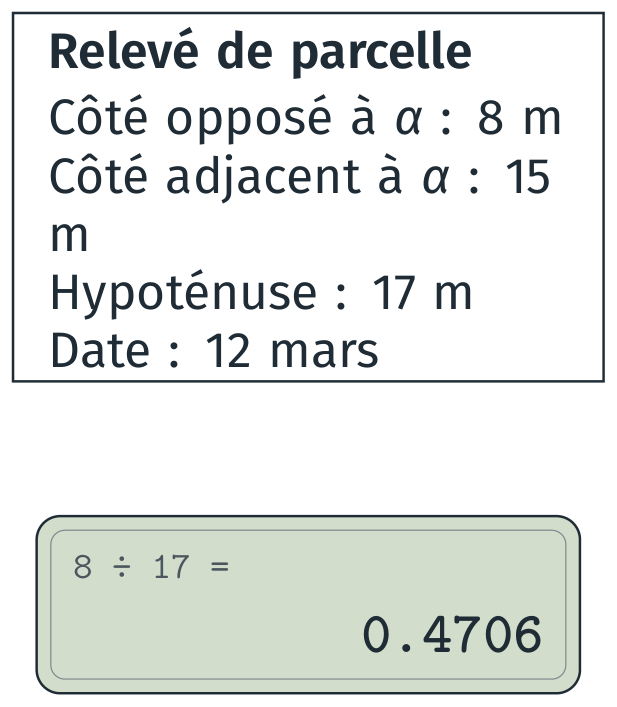 Relevé de parcelle
Côté opposé à α : 8 m
Côté adjacent à α : 15
m
Hypoténuse : 17 m
Date : 12 mars
8 ÷ 17 =
0.4706